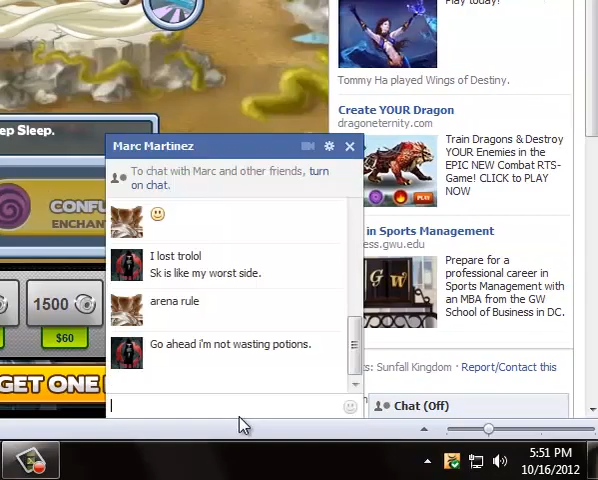 Play today!
Tommy Ha played Wings of Destiny.
Create YOUR Dragon
dragoneternity.com
Train Dragons & Destroy
YOUR Enemies in the
EPIC NEW Combat RTS-
Game! CLICK to PLAY
NOW
PLAY
ep Sleep.
Marc Martinez
To chat with Marc and other friends, turn
on chat.
I lost trolol
Sk is like my worst side.
arena rule
Go ahead i'm not wasting potions.
CONFU
ENCHAN
1500
$60
GET ONE
in Sports Management
ess.gwu.edu
Prepare for a
professional career in
Sports Management with
an MBA from the GW
School of Business in DC.
G W
s: Sunfall Kingdom · Report/Contact this
Chat (Off)
5:51 PM
10/16/2012